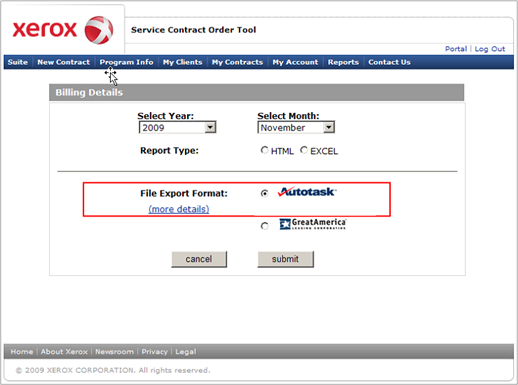 xerox Service Contract Order Tool
Portal | Log Out
Suite | New Contract | Program Info | My Clients | My Contracts | My Account | Reports | Contact Us
Billing Details
Select Year: Select Month:
2009 November
Report Type: HTML EXCEL
File Export Format: Autotask
(more details)
GreatAmerica
LEASING CORPORATION
cancel submit
Home | About Xerox | Newsroom | Privacy | Legal
© 2009 XEROX CORPORATION. All rights reserved.